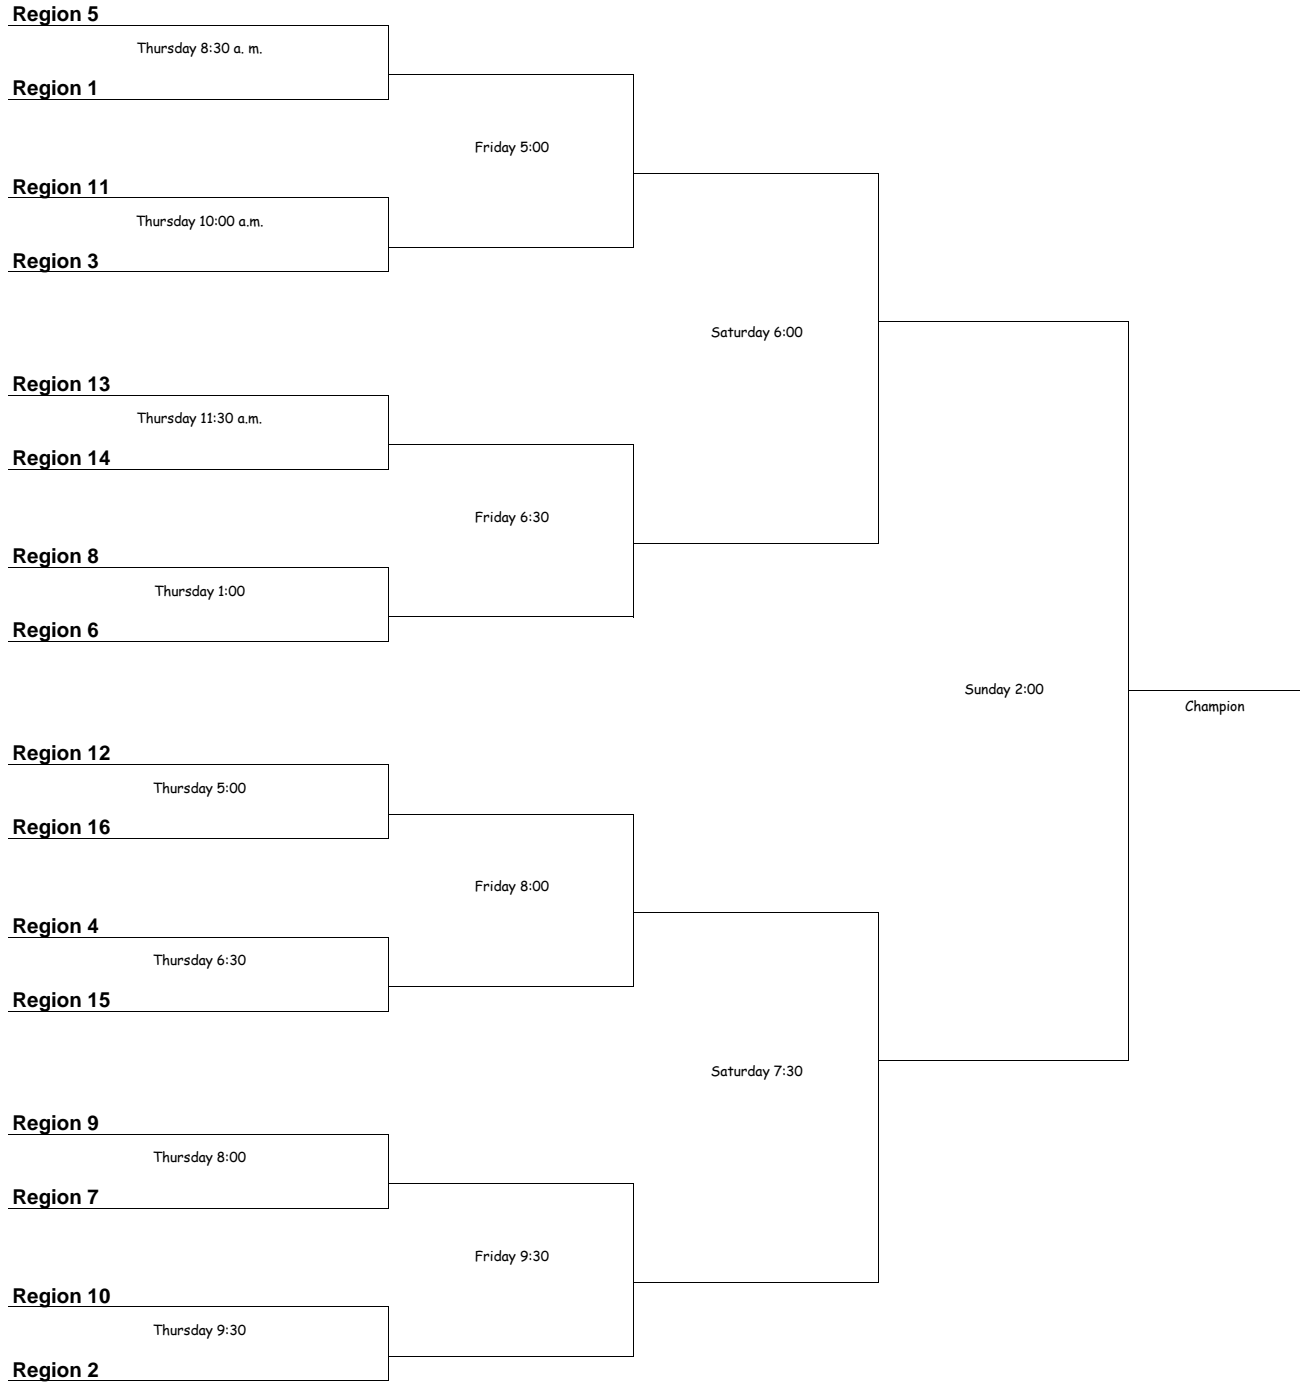 Region 5
Thursday 8:30 a. m.
Region 1
Friday 5:00
Region 11
Thursday 10:00 a.m.
Region 3
Saturday 6:00
Region 13
Thursday 11:30 a.m.
Region 14
Friday 6:30
Region 8
Thursday 1:00
Region 6
Sunday 2:00
Champion
Region 12
Thursday 5:00
Region 16
Friday 8:00
Region 4
Thursday 6:30
Region 15
Saturday 7:30
Region 9
Thursday 8:00
Region 7
Friday 9:30
Region 10
Thursday 9:30
Region 2